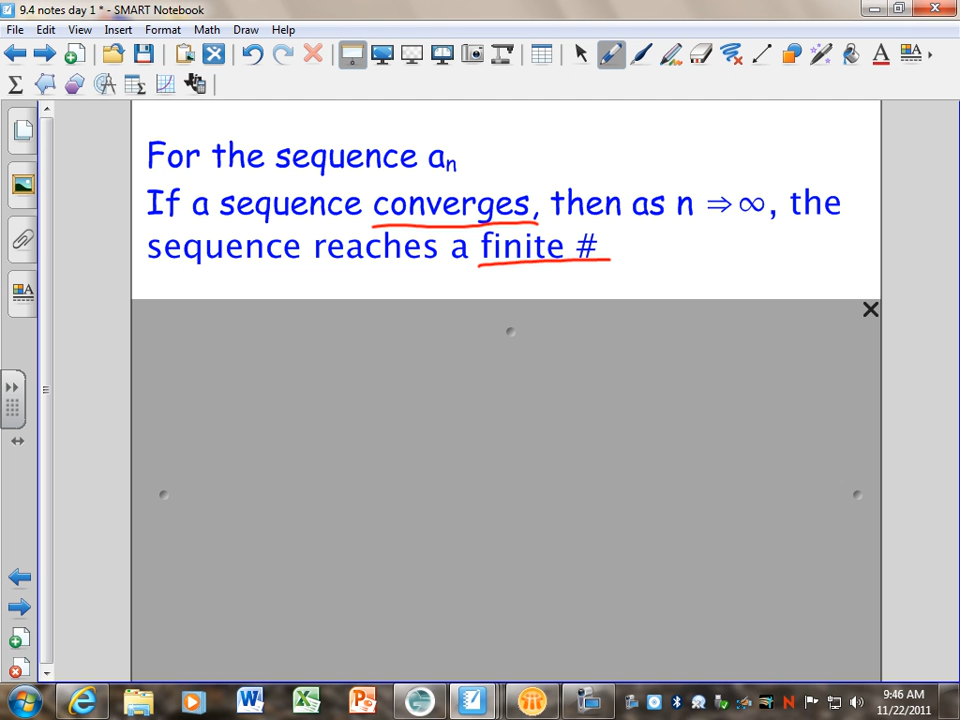 9.4 notes day 1 * - SMART Notebook
File Edit View Insert Format Math Draw Help
For the sequence aₙ
If a sequence converges, then as n ⇒ ∞, the
sequence reaches a finite #
9:46 AM
11/22/2011